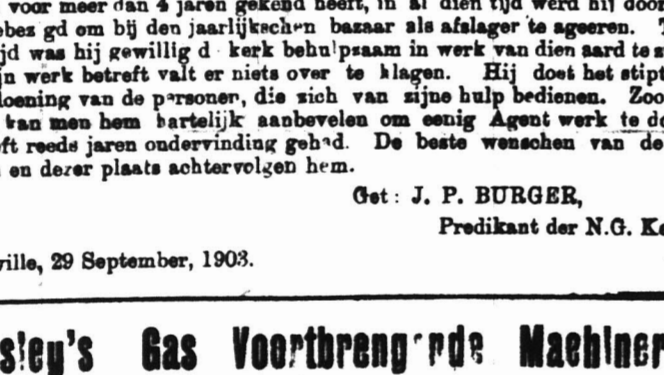 voor meer dan 4 jaren gekend heeft, in al dien tijd werd hij door
gd om bij den jaarlijkschen bazaar als afslager te ageeren.
was hij gewillig d kerk behulpzaam in werk van dien aard te
werk betreft valt er niets over te klagen. Hij doet het stipt
van de parsoner, die zich van zijne hulp bedienen. Zoo
kan men hem hartelijk aanbevelen om eenig Agent werk te
reeds jaren ondervinding gehad. De beste wenschen van de
en dezer plaats achtervolgen hem.
Get: J. P. BURGER,
Predikant der N.G.
ville, 29 September, 1903.
Gas Voortbrengende